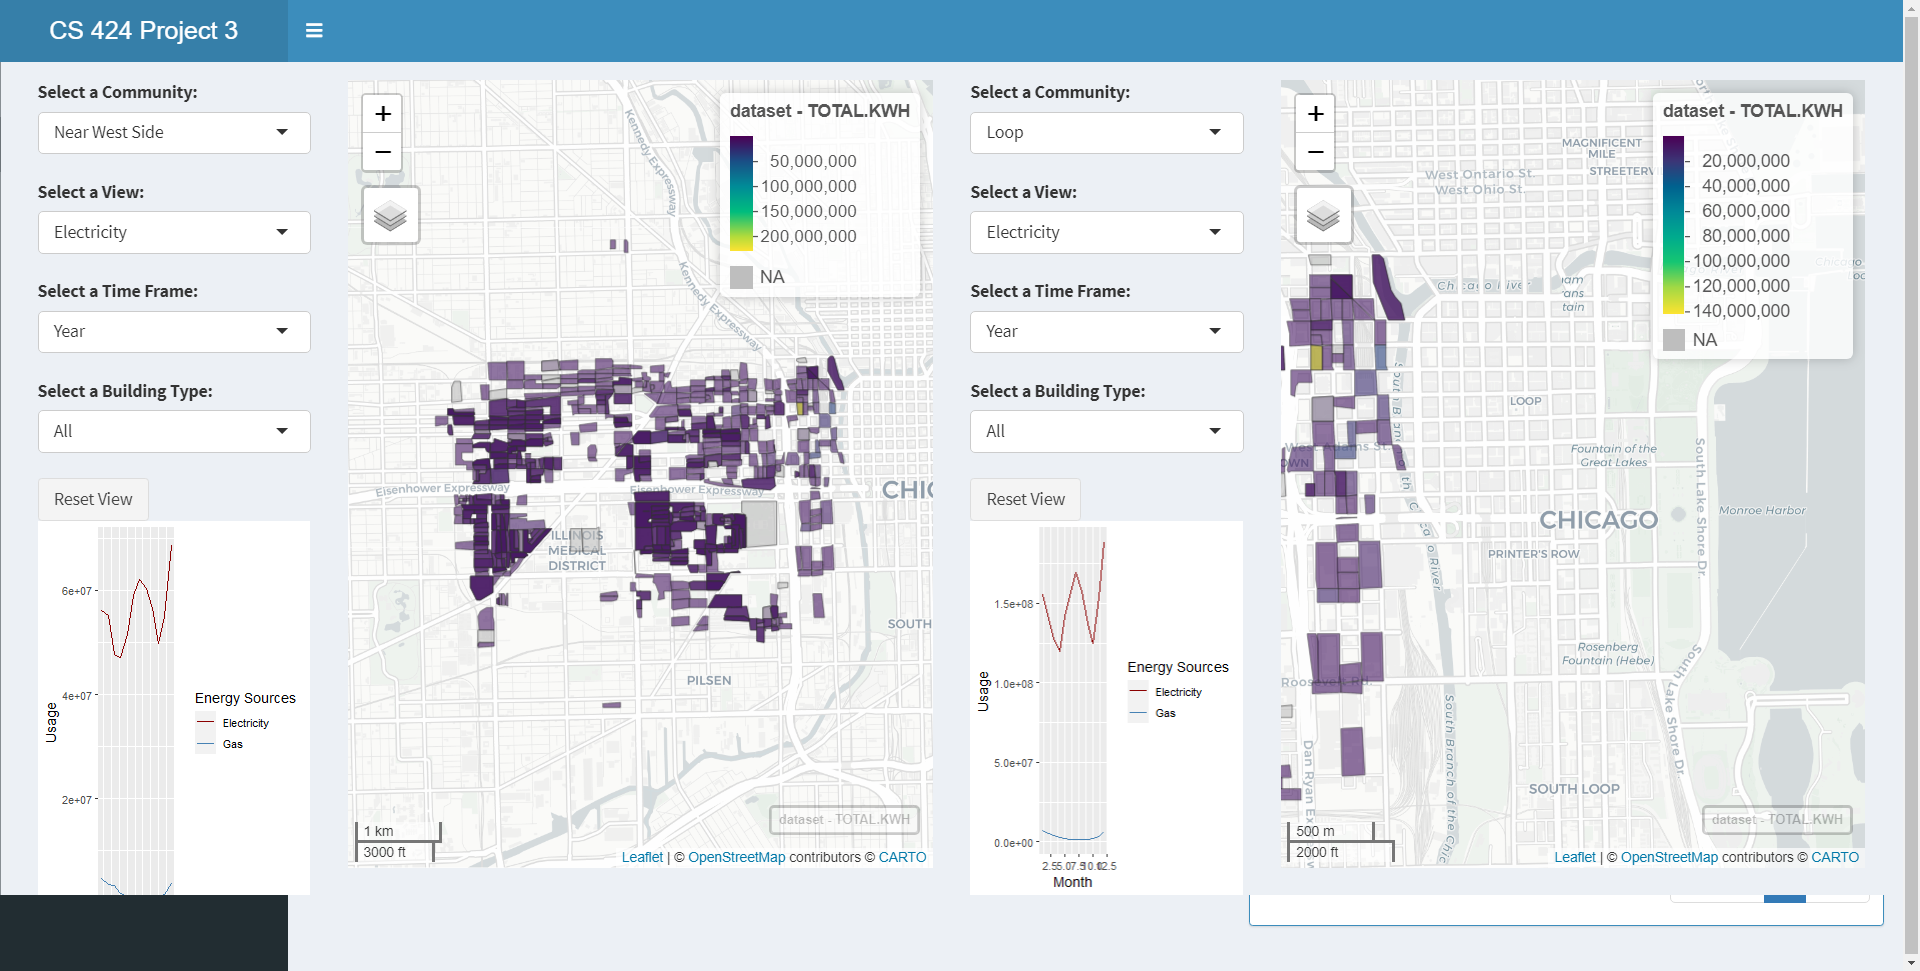 CS 424 Project 3
Select a Community:
Near West Side
Select a View:
Electricity
Select a Time Frame:
Year
Select a Building Type:
All
Reset View
6e+07
4e+07
2e+07
Usage
Energy Sources
Electricity
Gas
+
−
dataset - TOTAL.KWH
50,000,000
100,000,000
150,000,000
200,000,000
NA
Kennedy Expressway
Kennedy Expressway
Eisenhower Expressway
Eisenhower Expressway
ILLINOIS
MEDICAL
DISTRICT
CHIC
SOUTH
PILSEN
dataset - TOTAL.KWH
1 km
3000 ft
Leaflet | © OpenStreetMap contributors © CARTO
Select a Community:
Loop
Select a View:
Electricity
Select a Time Frame:
Year
Select a Building Type:
All
Reset View
1.5e+08
1.0e+08
5.0e+07
0.0e+00
Usage
Month
Energy Sources
Electricity
Gas
+
−
dataset - TOTAL.KWH
20,000,000
40,000,000
60,000,000
80,000,000
100,000,000
120,000,000
140,000,000
NA
MAGNIFICENT
MILE
STREETERV
West Ontario St.
West Ohio St.
Chicago River
LOOP
West Adams St.
Fountain of the
Great Lakes
CHICAGO
Monroe Harbor
PRINTER'S ROW
South Lake Shore Dr.
Rosenberg
Fountain (Hebe)
Roosevelt Rd.
South Lake Shore Dr.
South Branch of the Chic
Dan Ryan E
SOUTH LOOP
dataset - TOTAL.KWH
500 m
2000 ft
Leaflet | © OpenStreetMap contributors © CARTO